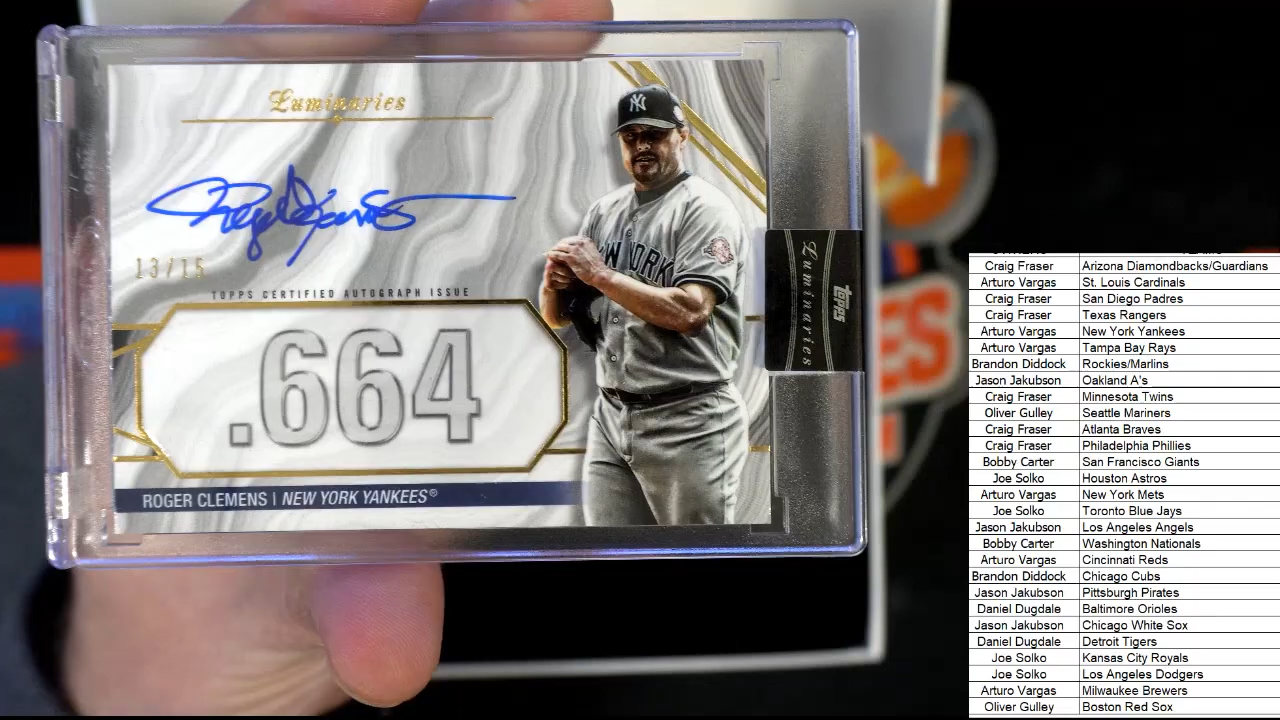 Luminaries
Roger Clemens
13/15
TOPPS CERTIFIED AUTOGRAPH ISSUE
.664
ROGER CLEMENS | NEW YORK YANKEES®
NY
NEW YORK
topps
Luminaries
ES
Craig Fraser Arizona Diamondbacks/Guardians
Arturo Vargas St. Louis Cardinals
Craig Fraser San Diego Padres
Craig Fraser Texas Rangers
Arturo Vargas New York Yankees
Arturo Vargas Tampa Bay Rays
Brandon Diddock Rockies/Marlins
Jason Jakubson Oakland A's
Craig Fraser Minnesota Twins
Oliver Gulley Seattle Mariners
Craig Fraser Atlanta Braves
Craig Fraser Philadelphia Phillies
Bobby Carter San Francisco Giants
Joe Solko Houston Astros
Arturo Vargas New York Mets
Joe Solko Toronto Blue Jays
Jason Jakubson Los Angeles Angels
Bobby Carter Washington Nationals
Arturo Vargas Cincinnati Reds
Brandon Diddock Chicago Cubs
Jason Jakubson Pittsburgh Pirates
Daniel Dugdale Baltimore Orioles
Jason Jakubson Chicago White Sox
Daniel Dugdale Detroit Tigers
Joe Solko Kansas City Royals
Joe Solko Los Angeles Dodgers
Arturo Vargas Milwaukee Brewers
Oliver Gulley Boston Red Sox